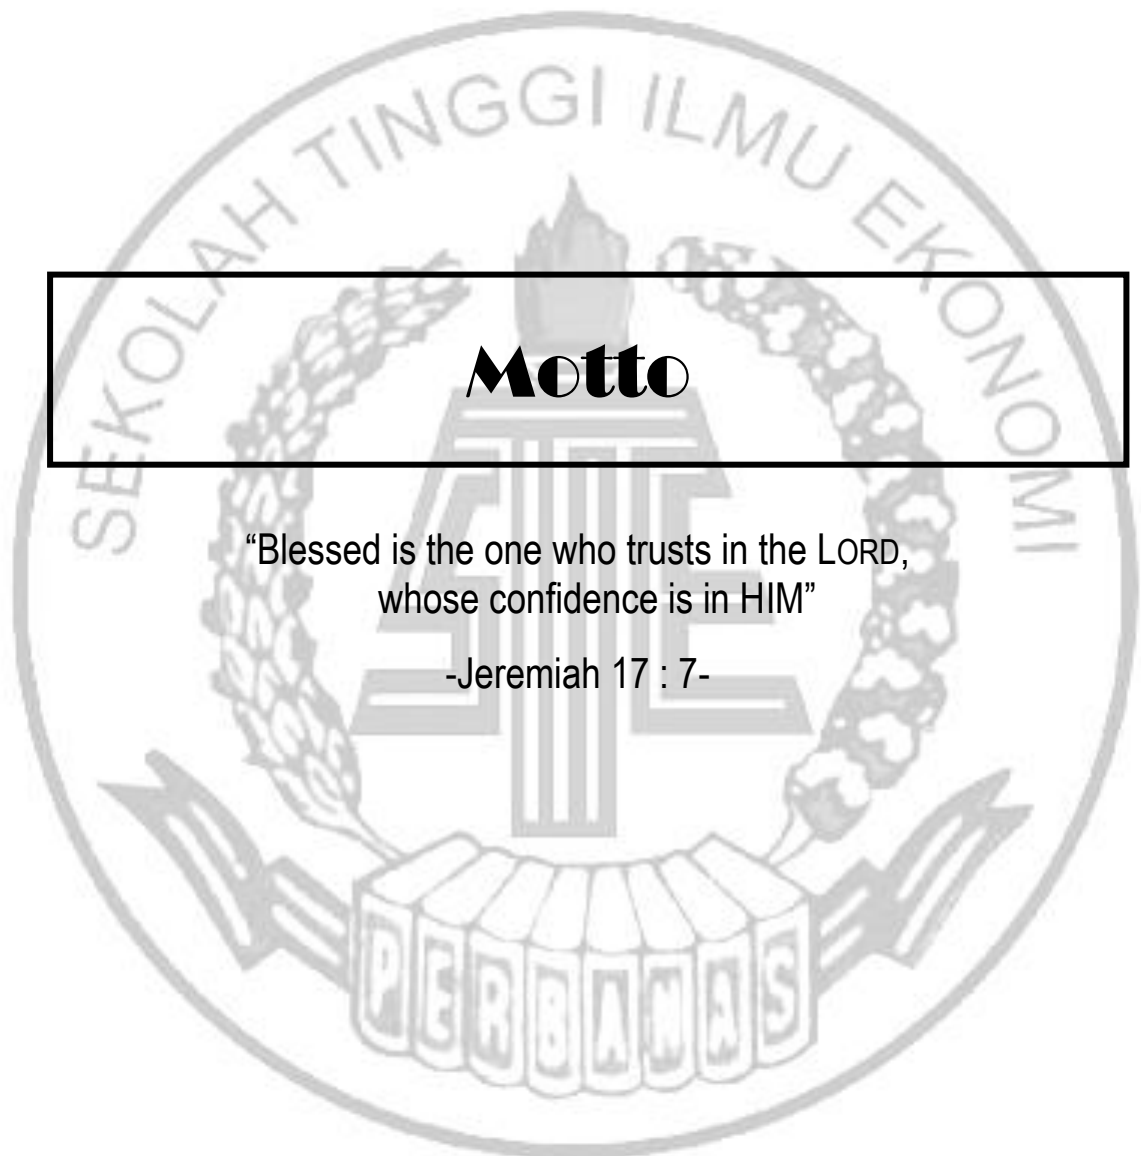 SEKOLAH TINGGI ILMU EKONOMI
Motto
“Blessed is the one who trusts in the LORD,
whose confidence is in HIM”
-Jeremiah 17 : 7-
STIE
PERBANAS